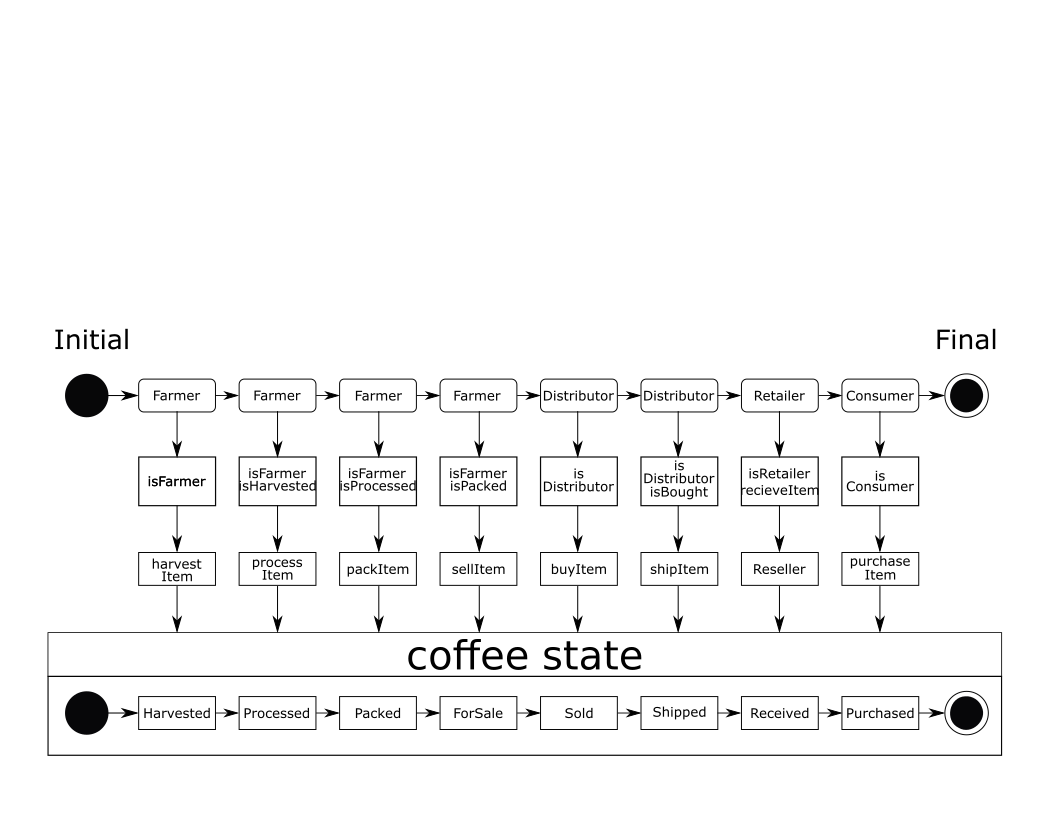 Initial
Final
Farmer
Farmer
Farmer
Farmer
Distributor
Distributor
Retailer
Consumer
isFarmer
isFarmer
isHarvested
isFarmer
isProcessed
isFarmer
isPacked
is
Distributor
is
Distributor
isBought
isRetailer
recieveItem
is
Consumer
harvest
Item
process
Item
packItem
sellItem
buyItem
shipItem
Reseller
purchase
Item
coffee state
Harvested
Processed
Packed
ForSale
Sold
Shipped
Received
Purchased